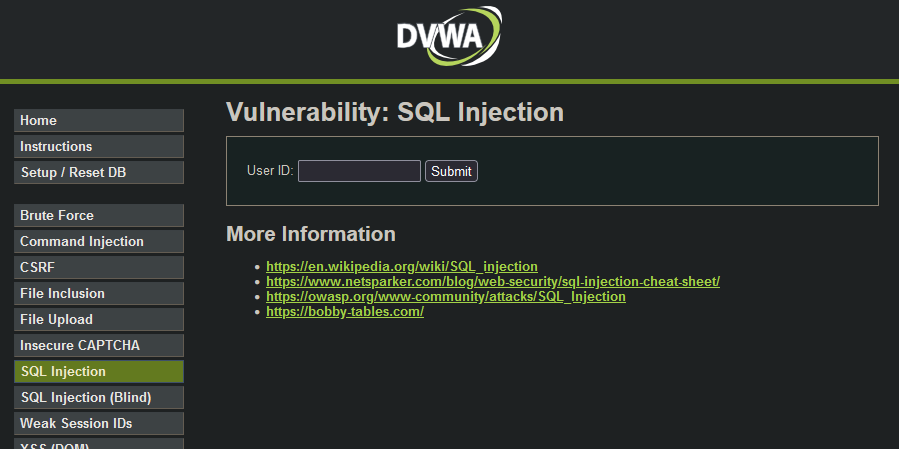 DVWA
Home
Instructions
Setup / Reset DB
Brute Force
Command Injection
CSRF
File Inclusion
File Upload
Insecure CAPTCHA
SQL Injection
SQL Injection (Blind)
Weak Session IDs
XSS (DOM)
Vulnerability: SQL Injection
User ID:
Submit
More Information
https://en.wikipedia.org/wiki/SQL_injection
https://www.netsparker.com/blog/web-security/sql-injection-cheat-sheet/
https://owasp.org/www-community/attacks/SQL_Injection
https://bobby-tables.com/